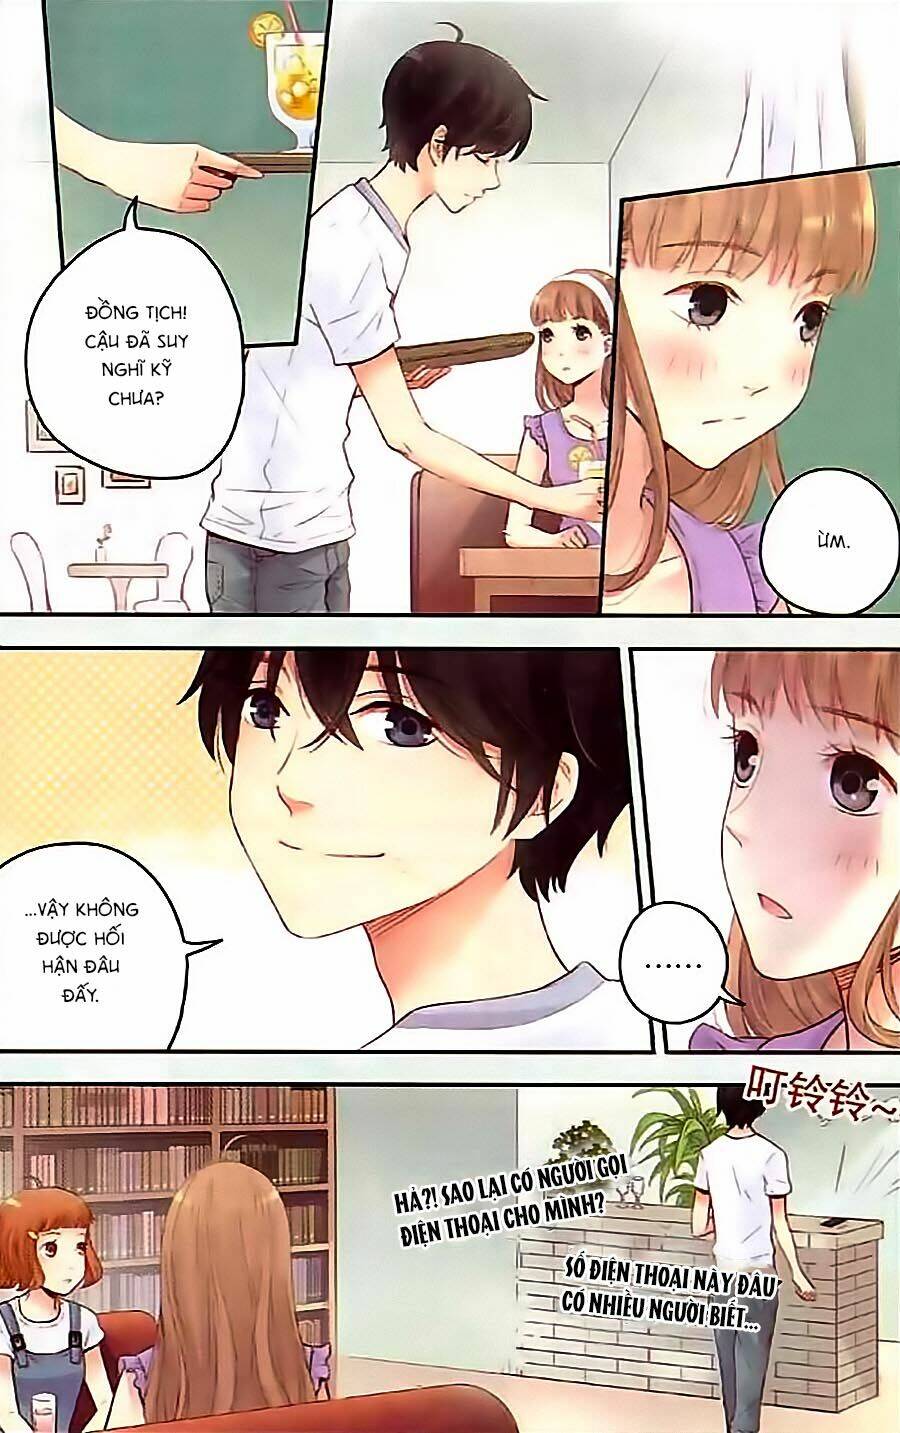 ĐỒNG TỊCH!
CẬU ĐÃ SUY
NGHĨ KỸ
CHƯA?
ỪM.
...VẬY KHÔNG
ĐƯỢC HỐI
HẬN ĐÂU
ĐẤY.
......
叮铃铃~
HẢ?! SAO LẠI CÓ NGƯỜI GỌI
ĐIỆN THOẠI CHO MÌNH?
SỐ ĐIỆN THOẠI NÀY ĐÂU
CÓ NHIỀU NGƯỜI BIẾT...